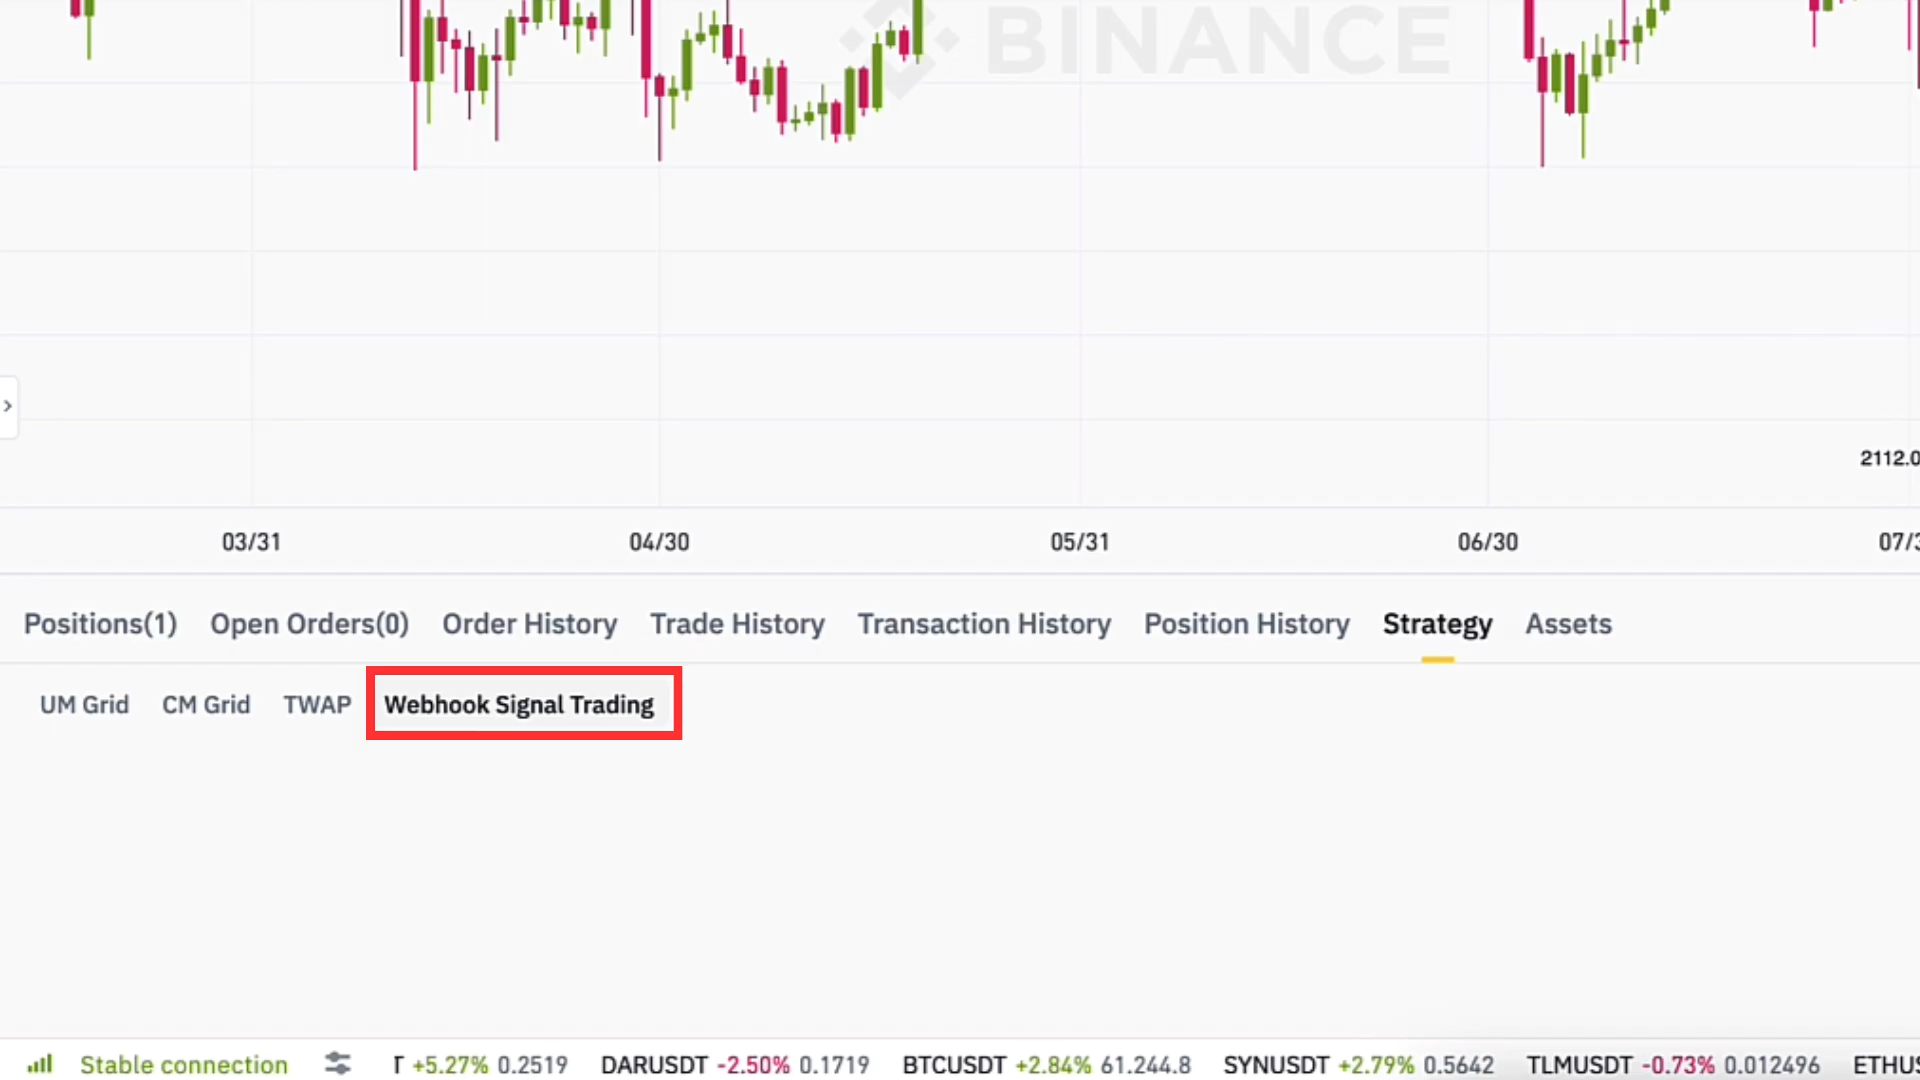 BINANCE
2112.0
03/31 04/30 05/31 06/30
Positions(1) Open Orders(0) Order History Trade History Transaction History Position History Strategy Assets
UM Grid CM Grid TWAP Webhook Signal Trading
Stable connection T +5.27% 0.2519 DARUSDT -2.50% 0.1719 BTCUSDT +2.84% 61.244.8 SYNUSDT +2.79% 0.5642 TLMUSDT -0.73% 0.012496 ETHUS